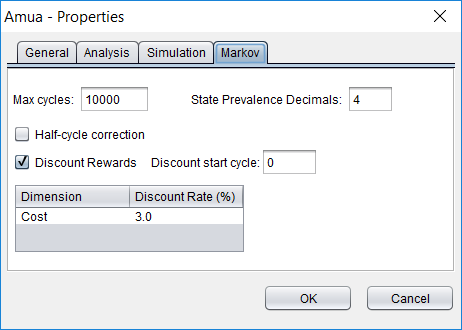 Amua - Properties
General Analysis Simulation Markov
Max cycles: 10000 State Prevalence Decimals: 4
Half-cycle correction
Discount Rewards Discount start cycle: 0
Dimension Discount Rate (%)
Cost 3.0
OK Cancel